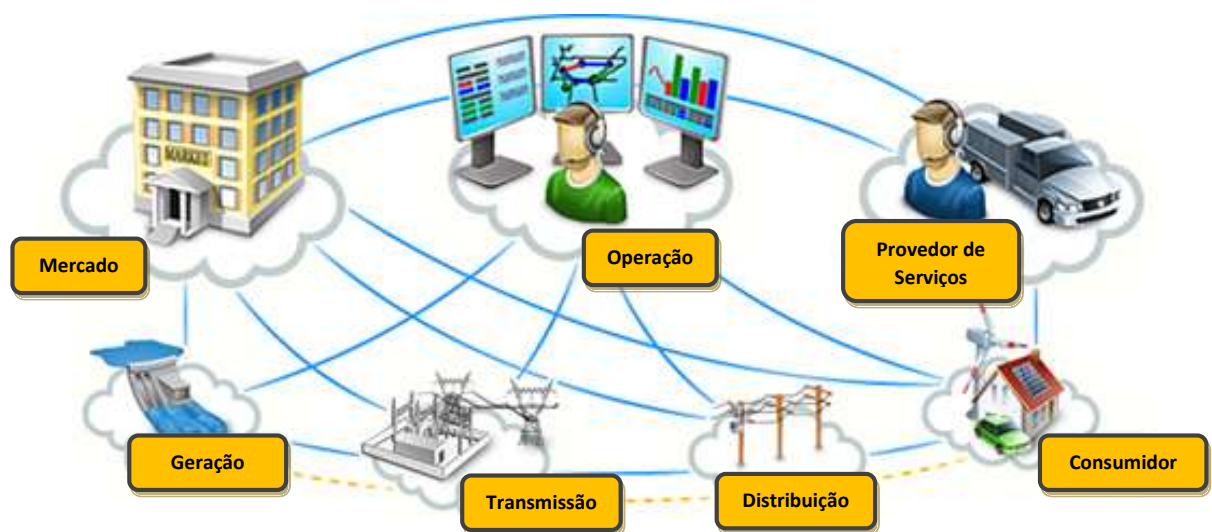 MARKET
Mercado
Operação
Provedor de
Serviços
Geração
Transmissão
Distribuição
Consumidor